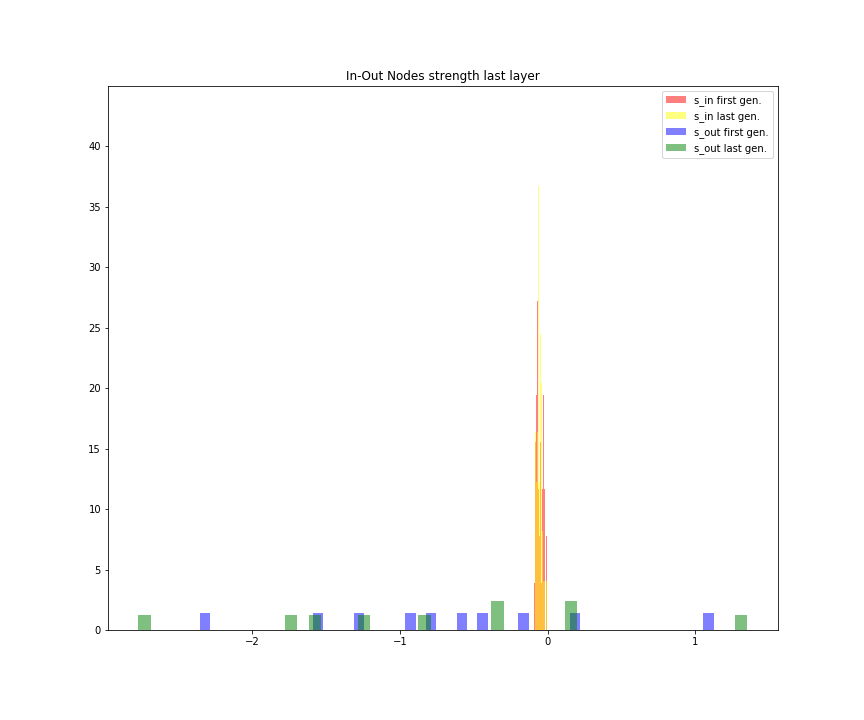 In-Out Nodes strength last layer
s_in first gen.
s_in last gen.
s_out first gen.
s_out last gen.
40
35
30
25
20
15
10
5
0
−2
−1
0
1